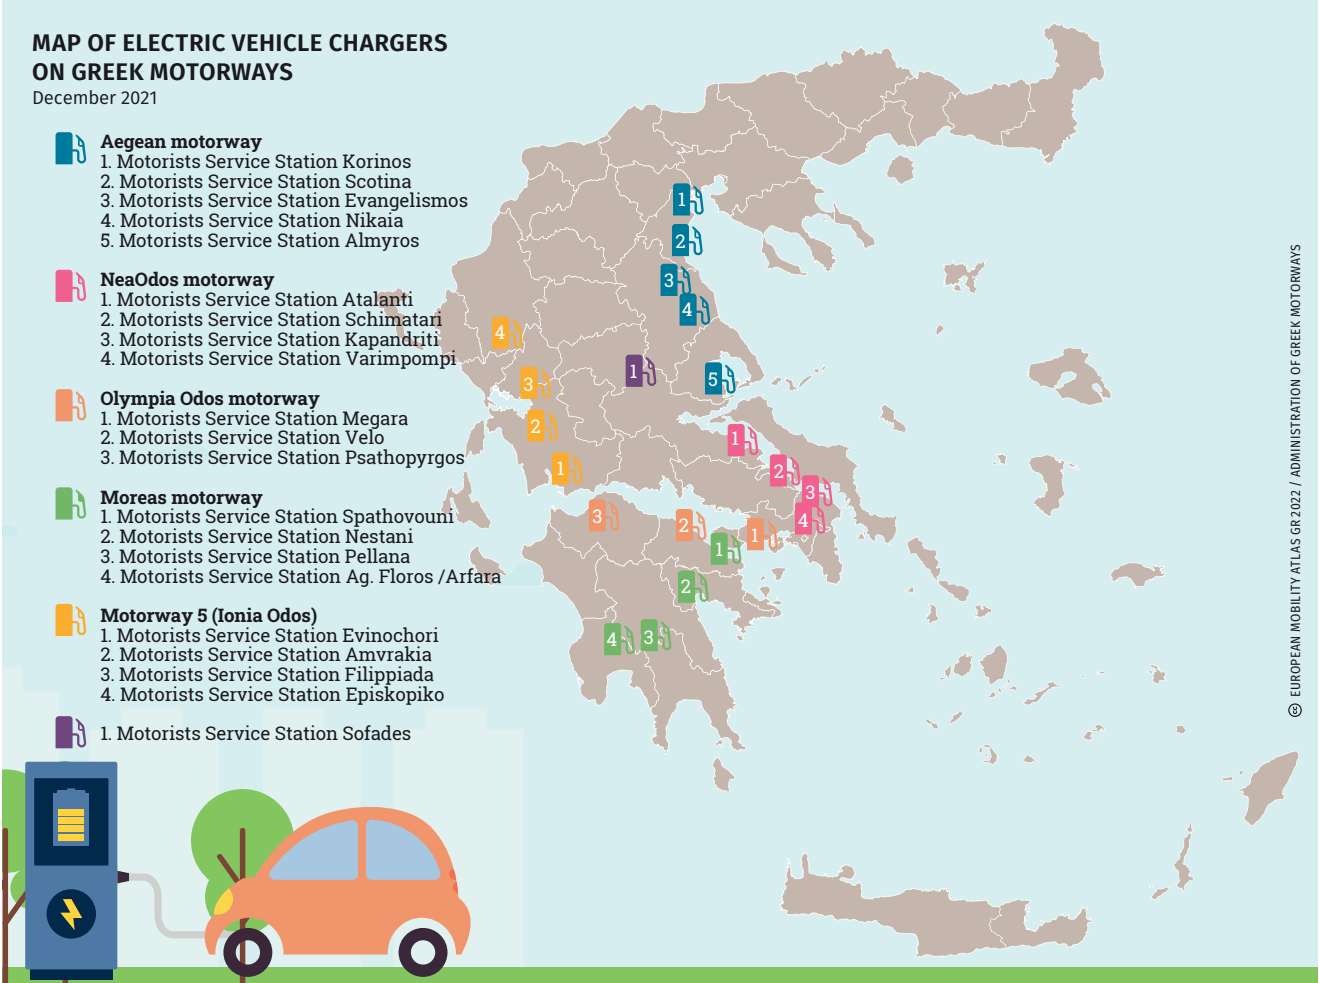 MAP OF ELECTRIC VEHICLE CHARGERS
ON GREEK MOTORWAYS
December 2021
Aegean motorway
1. Motorists Service Station Korinos
2. Motorists Service Station Scotina
3. Motorists Service Station Evangelismos
4. Motorists Service Station Nikaia
5. Motorists Service Station Almyros
NeaOdos motorway
1. Motorists Service Station Atalanti
2. Motorists Service Station Schimatari
3. Motorists Service Station Kapandriti
4. Motorists Service Station Varimpompi
Olympia Odos motorway
1. Motorists Service Station Megara
2. Motorists Service Station Velo
3. Motorists Service Station Psathopyrgos
Moreas motorway
1. Motorists Service Station Spathovouni
2. Motorists Service Station Nestani
3. Motorists Service Station Pellana
4. Motorists Service Station Ag. Floros /Arfara
Motorway 5 (Ionia Odos)
1. Motorists Service Station Evinochori
2. Motorists Service Station Amvrakia
3. Motorists Service Station Filippiada
4. Motorists Service Station Episkopiko
1. Motorists Service Station Sofades
1
2
3
4
4
1
5
3
2
1
1
2
3
4
3
2
1
1
2
4
3
cc EUROPEAN MOBILITY ATLAS GR 2022 / ADMINISTRATION OF GREEK MOTORWAYS